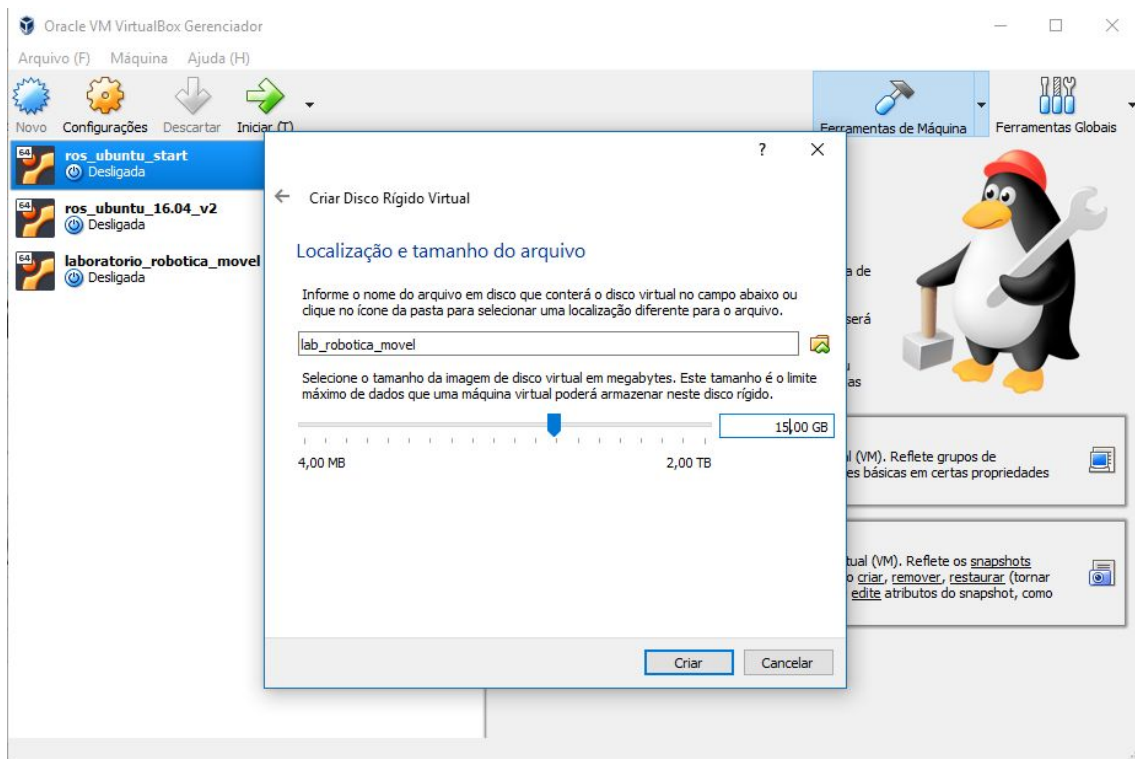 Oracle VM VirtualBox Gerenciador
Arquivo (F) Máquina Ajuda (H)
Novo Configurações Descartar Iniciar (T)
Ferramentas de Máquina Ferramentas Globais
64 ros_ubuntu_start
Desligada
64 ros_ubuntu_16.04_v2
Desligada
64 laboratorio_robotica_movel
Desligada
?
Criar Disco Rígido Virtual
Localização e tamanho do arquivo
Informe o nome do arquivo em disco que conterá o disco virtual no campo abaixo ou
clique no ícone da pasta para selecionar uma localização diferente para o arquivo.
lab_robotica_movel
Selecione o tamanho da imagem de disco virtual em megabytes. Este tamanho é o limite
máximo de dados que uma máquina virtual poderá armazenar neste disco rígido.
15,00 GB
4,00 MB 2,00 TB
Criar Cancelar
a de
será
as
(VM). Reflete grupos de
es básicas em certas propriedades
tual (VM). Reflete os snapshots
o criar, remover, restaurar (tornar
edite atributos do snapshot, como